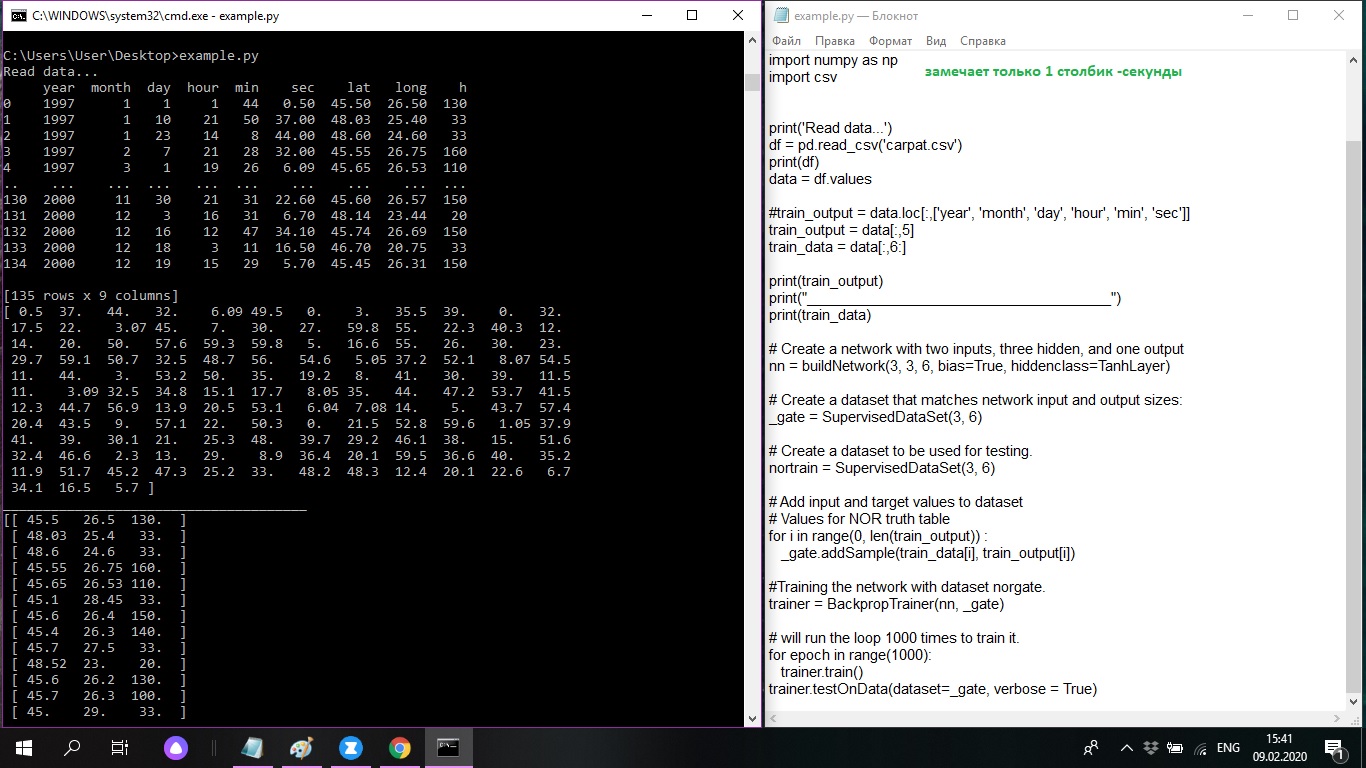 C:\WINDOWS\system32\cmd.exe - example.py
C:\Users\User\Desktop>example.py
Read data...
year month day hour min sec lat long h
0 1997 1 1 1 44 0.50 45.50 26.50 130
1 1997 1 10 21 50 37.00 48.03 25.40 33
2 1997 1 23 14 8 44.00 48.60 24.60 33
3 1997 2 7 21 28 32.00 45.55 26.75 160
4 1997 3 1 19 26 6.09 45.65 26.53 110
.. ... ... ... ... ... ... ... ... ...
130 2000 11 30 21 31 22.60 45.60 26.57 150
131 2000 12 3 16 31 6.70 48.14 23.44 20
132 2000 12 16 12 47 34.10 45.74 26.69 150
133 2000 12 18 3 11 16.50 46.70 20.75 33
134 2000 12 19 15 29 5.70 45.45 26.31 150
[135 rows x 9 columns]
[ 0.5 37. 44. 32. 6.09 49.5 0. 3. 35.5 39. 0. 32.
17.5 22. 3.07 45. 7. 30. 27. 59.8 55. 22.3 40.3 12.
14. 20. 50. 57.6 59.3 59.8 5. 16.6 55. 26. 30. 23.
29.7 59.1 50.7 32.5 48.7 56. 54.6 5.05 37.2 52.1 8.07 54.5
11. 44. 3. 53.2 50. 35. 19.2 8. 41. 30. 39. 11.5
11. 3.09 32.5 34.8 15.1 17.7 8.05 35. 44. 47.2 53.7 41.5
12.3 44.7 56.9 13.9 20.5 53.1 6.04 7.08 14. 5. 43.7 57.4
20.4 43.5 9. 57.1 22. 50.3 0. 21.5 52.8 59.6 1.05 37.9
41. 39. 30.1 21. 25.3 48. 39.7 29.2 46.1 38. 15. 51.6
32.4 46.6 2.3 13. 29. 8.9 36.4 20.1 59.5 36.6 40. 35.2
11.9 51.7 45.2 47.3 25.2 33. 48.2 48.3 12.4 20.1 22.6 6.7
34.1 16.5 5.7 ]
______________________________________
[[ 45.5 26.5 130. ]
[ 48.03 25.4 33. ]
[ 48.6 24.6 33. ]
[ 45.55 26.75 160. ]
[ 45.65 26.53 110. ]
[ 45.1 28.45 33. ]
[ 45.6 26.4 150. ]
[ 45.4 26.3 140. ]
[ 45.7 27.5 33. ]
[ 48.52 23. 20. ]
[ 45.6 26.2 130. ]
[ 45.7 26.3 100. ]
[ 45. 29. 33. ]
example.py — Блокнот
Файл Правка Формат Вид Справка
import numpy as np
замечает только 1 столбик -секунды
import csv
print('Read data...')
df = pd.read_csv('carpat.csv')
print(df)
data = df.values
#train_output = data.loc[:,['year', 'month', 'day', 'hour', 'min', 'sec']]
train_output = data[:,5]
train_data = data[:,6:]
print(train_output)
print("______________________________________")
print(train_data)
# Create a network with two inputs, three hidden, and one output
nn = buildNetwork(3, 3, 6, bias=True, hiddenclass=TanhLayer)
# Create a dataset that matches network input and output sizes:
_gate = SupervisedDataSet(3, 6)
# Create a dataset to be used for testing.
nortrain = SupervisedDataSet(3, 6)
# Add input and target values to dataset
# Values for NOR truth table
for i in range(0, len(train_output)) :
_gate.addSample(train_data[i], train_output[i])
#Training the network with dataset norgate.
trainer = BackpropTrainer(nn, _gate)
# will run the loop 1000 times to train it.
for epoch in range(1000):
trainer.train()
trainer.testOnData(dataset=_gate, verbose = True)
ENG
15:41
09.02.2020
1